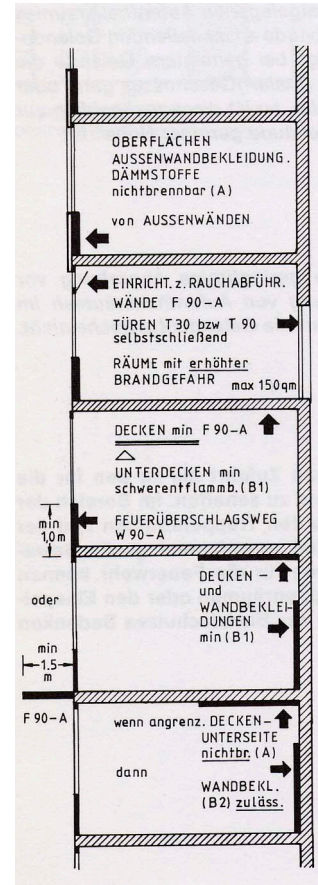 OBERFLÄCHEN
AUSSENWANDBEKLEIDUNG.
DÄMMSTOFFE
nichtbrennbar (A)
von AUSSENWÄNDEN
EINRICHT. z. RAUCHABFÜHR.
WÄNDE F 90-A
TÜREN T 30 bzw T 90
selbstschließend
RÄUME mit erhöhter
BRANDGEFAHR max 150qm
DECKEN min F 90-A
UNTERDECKEN min
schwerentflammb. (B1)
min
1,0m
FEUERÜBERSCHLAGSWEG
W 90-A
oder
DECKEN –
und
WANDBEKLEI-
DUNGEN
min (B1)
min
1.5
m
F 90-A
wenn angrenz. DECKEN-
UNTERSEITE
nichtbr. (A)
dann
WANDBEKL.
(B2) zuläss.